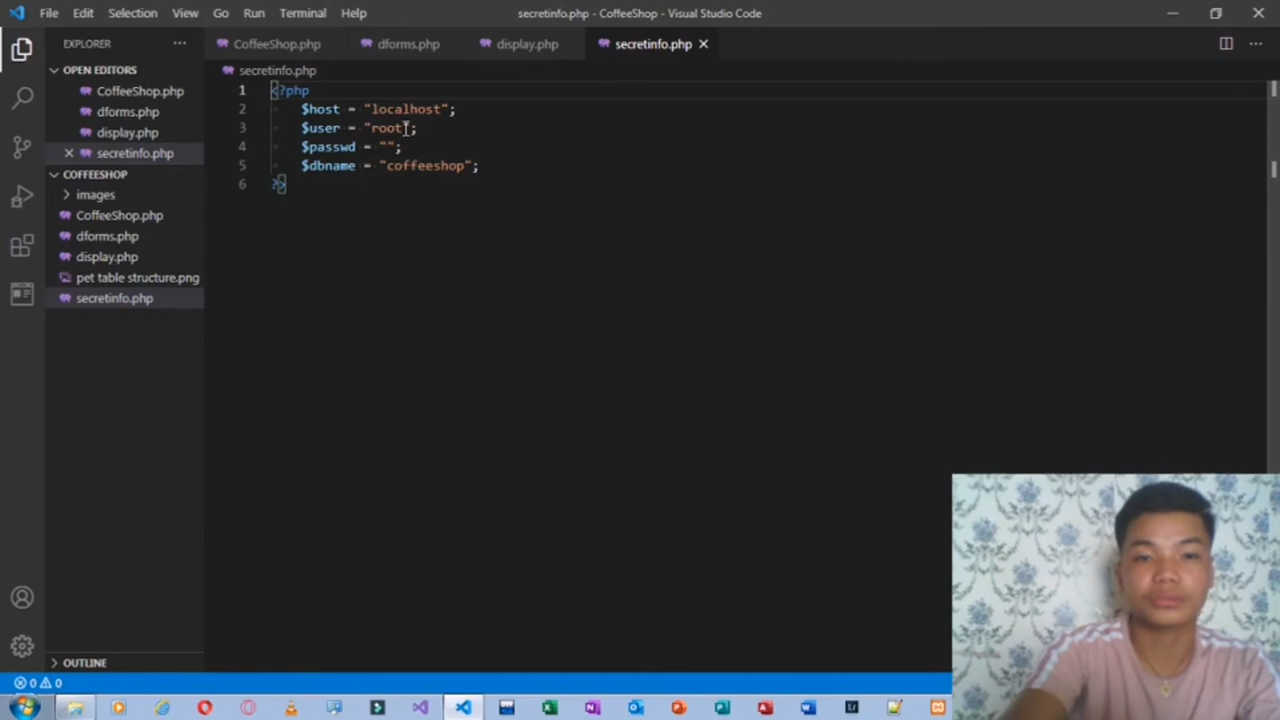 File Edit Selection View Go Run Terminal Help
secretinfo.php - CoffeeShop - Visual Studio Code
EXPLORER
CoffeeShop.php dforms.php display.php secretinfo.php
OPEN EDITORS
CoffeeShop.php
dforms.php
display.php
secretinfo.php
COFFEESHOP
images
CoffeeShop.php
dforms.php
display.php
pet table structure.png
secretinfo.php
OUTLINE
secretinfo.php
1 <?php
2 $host = "localhost";
3 $user = "root";
4 $passwd = "";
5 $dbname = "coffeeshop";
6 ?>
0 0